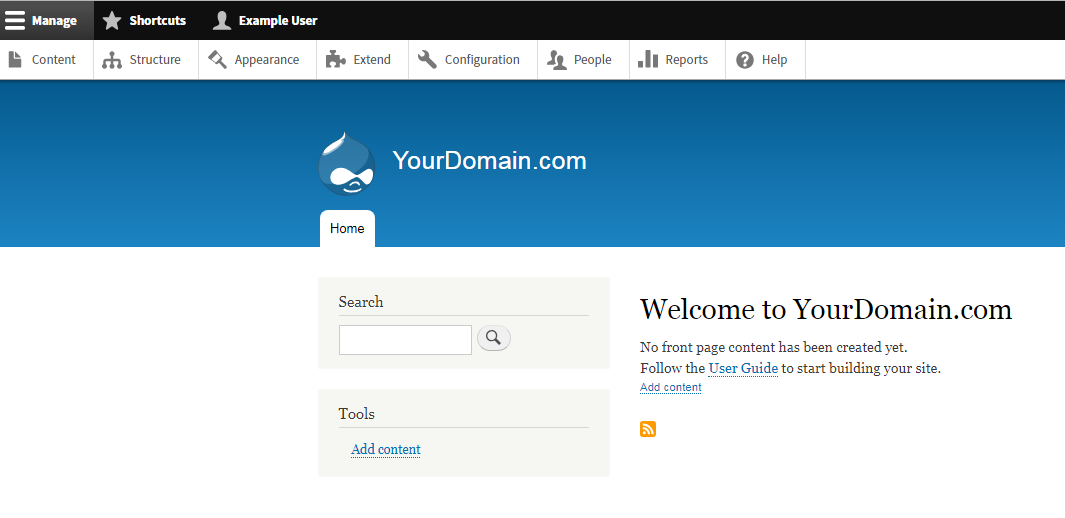 Manage Shortcuts Example User
Content Structure Appearance Extend Configuration People Reports Help
YourDomain.com
Home
Search
Tools
Add content
Welcome to YourDomain.com
No front page content has been created yet.
Follow the User Guide to start building your site.
Add content